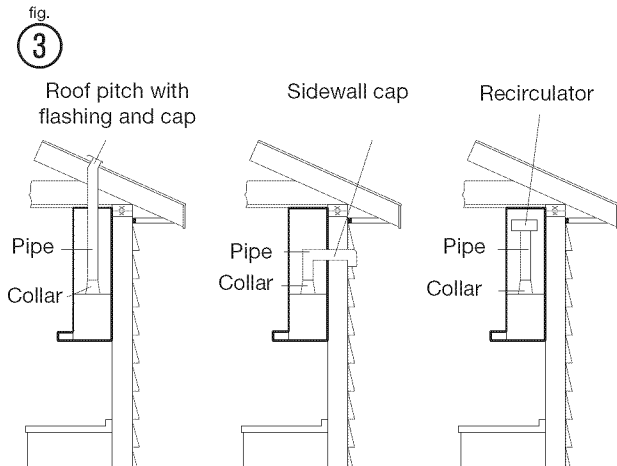 fig.
3
Roof pitch with
flashing and cap
Sidewall cap
Recirculator
Pipe
Collar
Pipe
Collar
Pipe
Collar